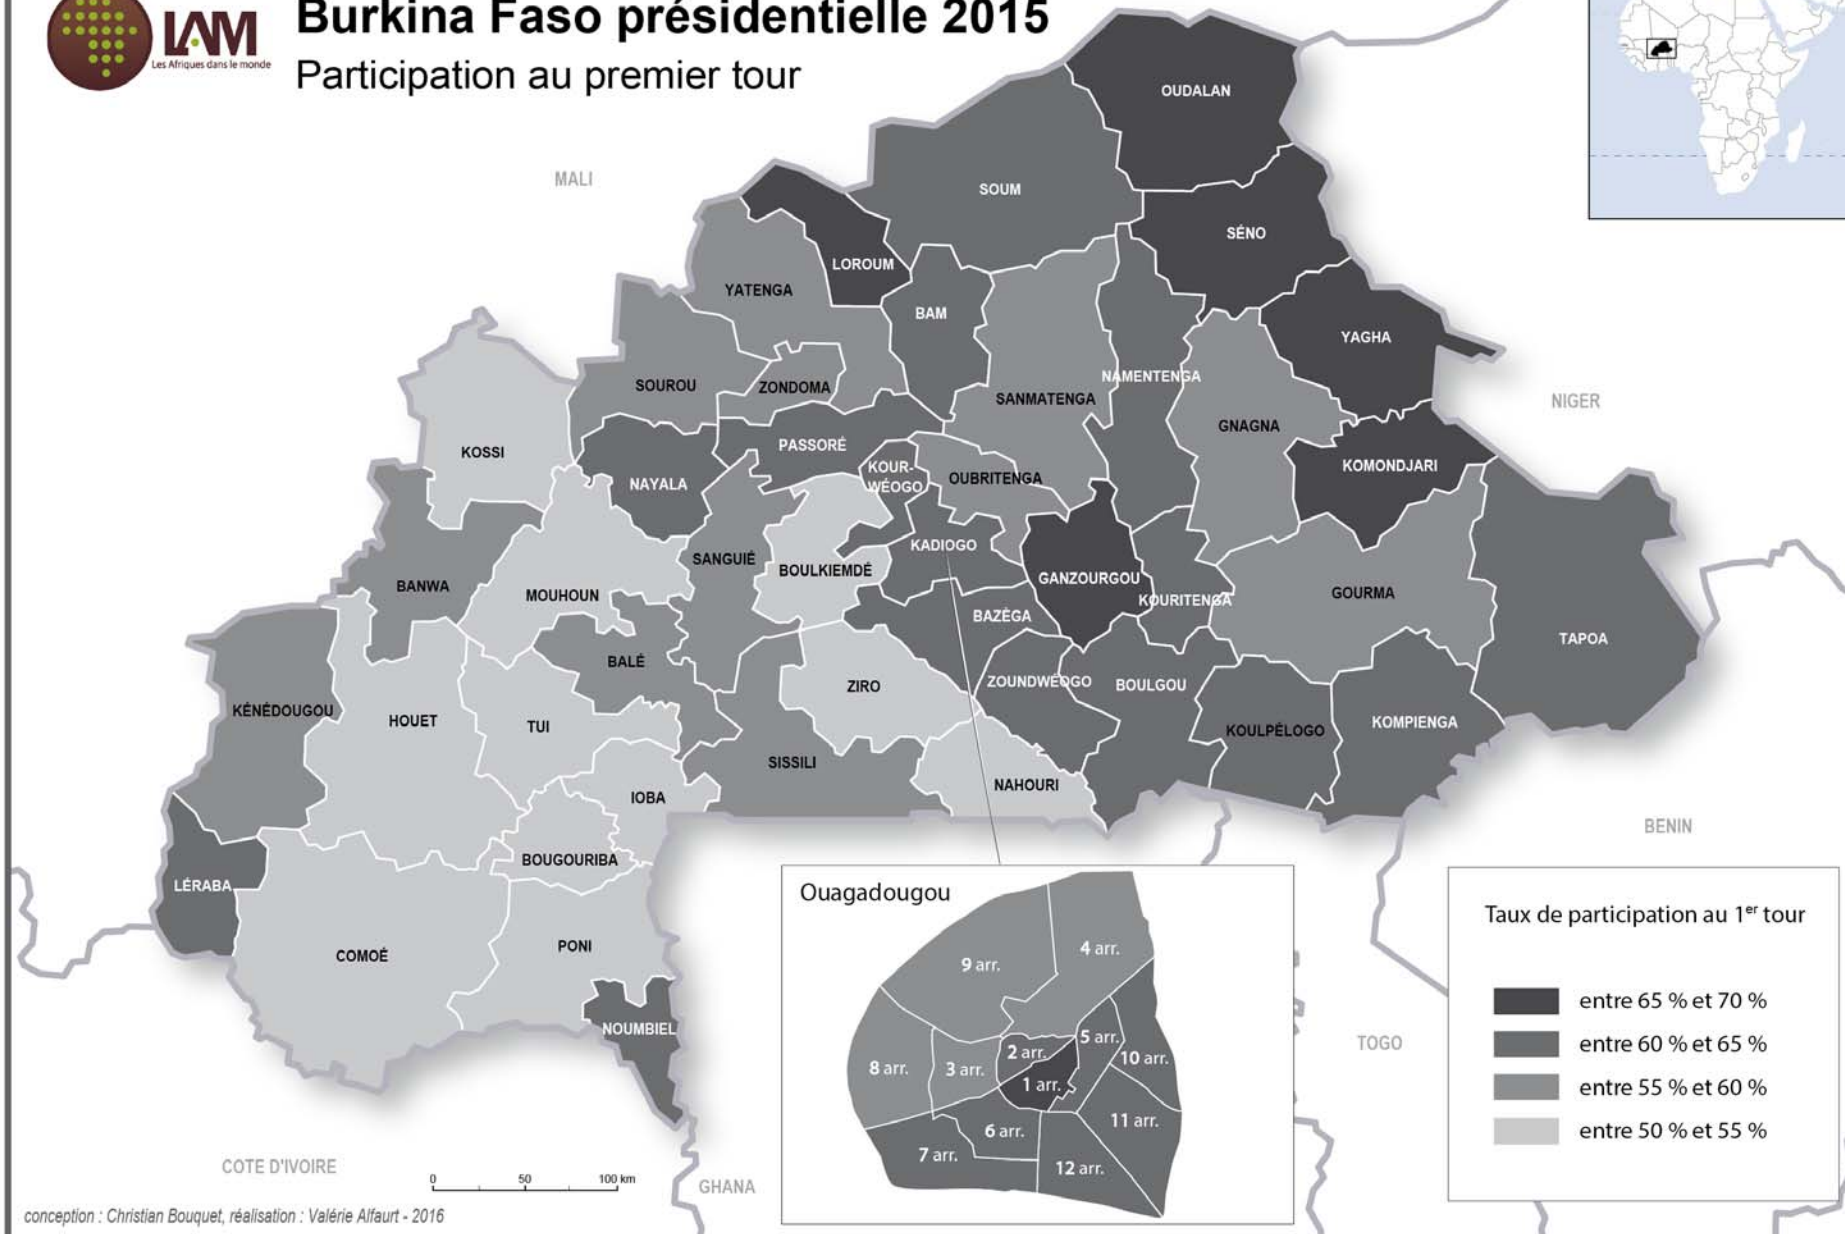 LAM
Les Afriques dans le monde
Burkina Faso présidentielle 2015
Participation au premier tour
MALI
OUDALAN
SOUM
SÉNO
LOROUM
YATENGA
BAM
YAGHA
SOUROU
ZONDOMA
NAMENTENGA
SANMATENGA
NIGER
GNAGNA
PASSORÉ
KOSSI
KOMONDJARI
KOUR-
WÉOGO
NAYALA
OUBRITENGA
KADIOGO
SANGUIÉ
BOULKIEMDÉ
GANZOURGOU
BANWA
MOUHOUN
KOURITENGA
GOURMA
BAZÈGA
TAPOA
BALÉ
ZIRO
ZOUNDWÉOGO
BOULGOU
KÉNÉDOUGOU
HOUET
TUI
KOULPÉLOGO
KOMPIENGA
SISSILI
NAHOURI
IOBA
BENIN
BOUGOURIBA
LÉRABA
COMOÉ
PONI
NOUMBIEL
Ouagadougou
9 arr.
4 arr.
5 arr.
2 arr.
10 arr.
8 arr.
3 arr.
1 arr.
11 arr.
6 arr.
7 arr.
12 arr.
TOGO
Taux de participation au 1er tour
entre 65 % et 70 %
entre 60 % et 65 %
entre 55 % et 60 %
entre 50 % et 55 %
COTE D'IVOIRE
GHANA
0 50 100 km
conception : Christian Bouquet, réalisation : Valérie Alfaurt - 2016